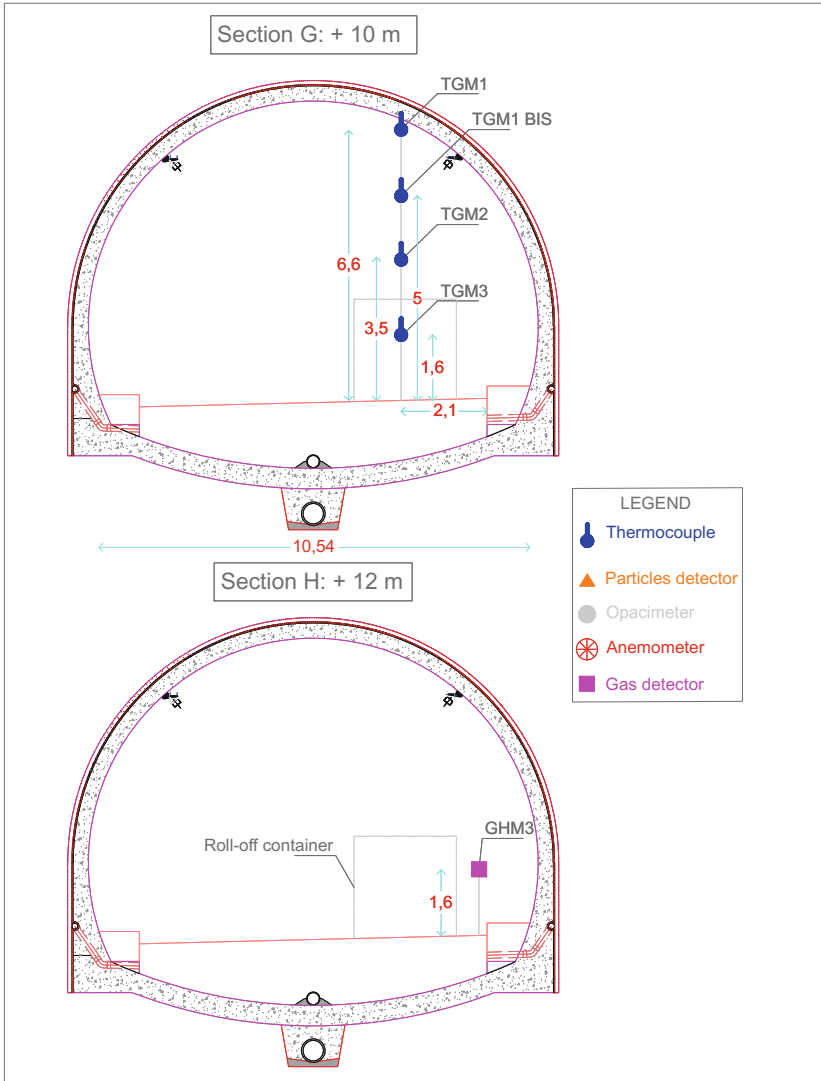 Section G: + 10 m
TGM1
TGM1 BIS
TGM2
6,6
TGM3
5
3,5
1,6
2,1
LEGEND
Thermocouple
10,54
Particles detector
Section H: + 12 m
Opacimeter
Anemometer
Gas detector
GHM3
Roll-off container
1,6